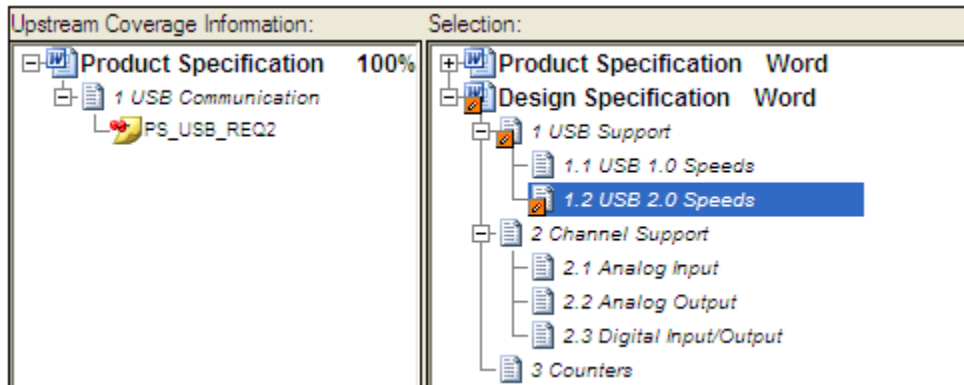 Upstream Coverage Information:
Product Specification 100%
1 USB Communication
PS_USB_REQ2
Selection:
Product Specification Word
Design Specification Word
1 USB Support
1.1 USB 1.0 Speeds
1.2 USB 2.0 Speeds
2 Channel Support
2.1 Analog Input
2.2 Analog Output
2.3 Digital Input/Output
3 Counters